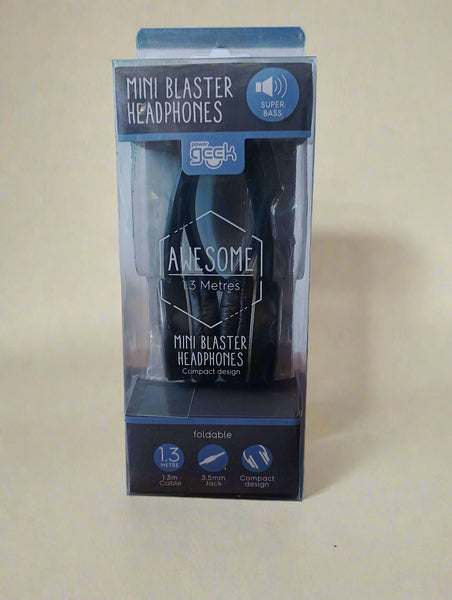 MINI BLASTER
HEADPHONES
SUPER
BASS
power
geek
AWESOME
1.3 Metres
MINI BLASTER
HEADPHONES
Compact design
foldable
1.3
METRE
1.3m
Cable
3.5mm
Jack
Compact
design